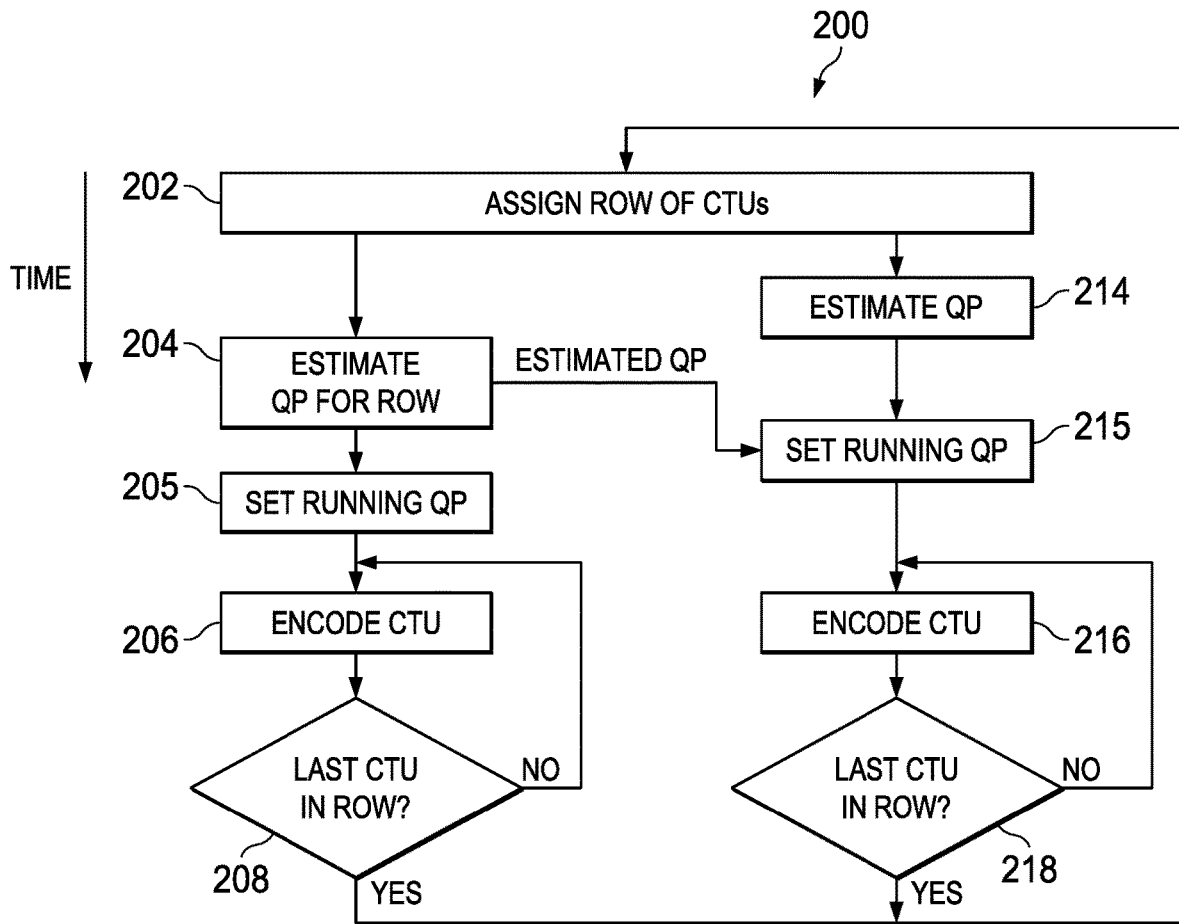 200
202
ASSIGN ROW OF CTUs
TIME
ESTIMATE QP
214
204
ESTIMATE
QP FOR ROW
ESTIMATED QP
SET RUNNING QP
215
205
SET RUNNING QP
206
ENCODE CTU
ENCODE CTU
216
LAST CTU
IN ROW?
NO
LAST CTU
IN ROW?
NO
208
YES
YES
218